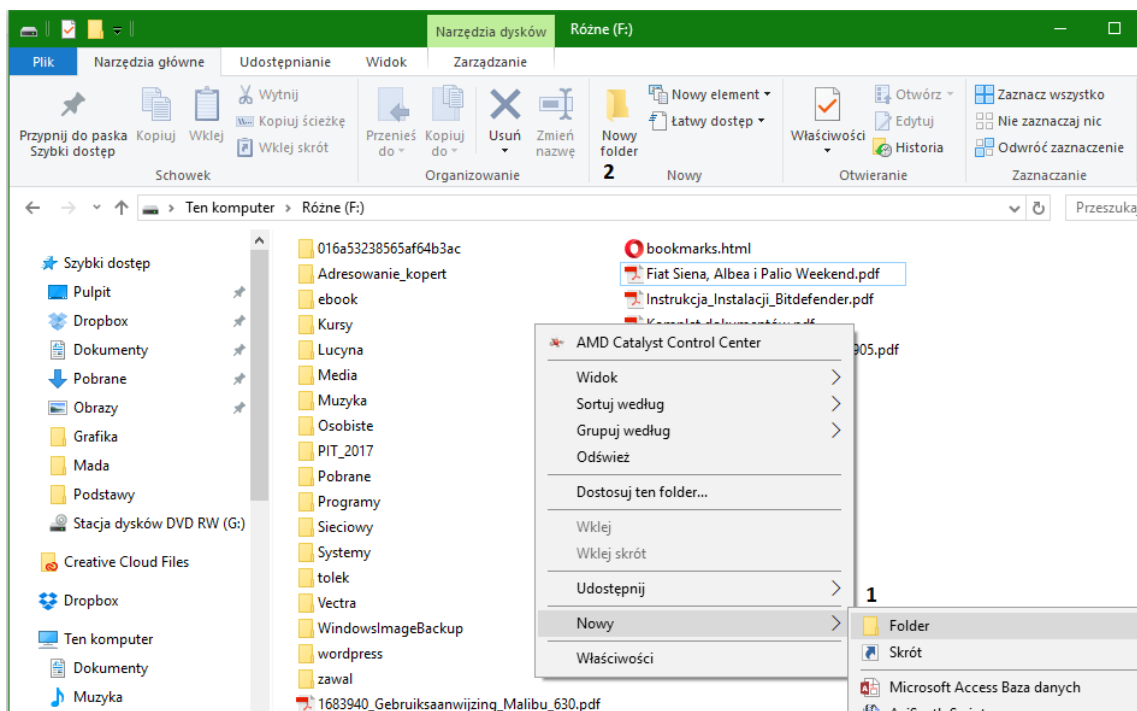 Narzędzia dysków
Różne (F:)
Plik
Narzędzia główne
Udostępnianie
Widok
Zarządzanie
Przypnij do paska
Szybki dostęp
Kopiuj
Wklej
Wytnij
Kopiuj ścieżkę
Wklej skrót
Schowek
Przenieś
do
Kopiuj
do
Usuń
Zmień
nazwę
Organizowanie
Nowy
folder
2
Nowy element
Łatwy dostęp
Nowy
Właściwości
Otwórz
Edytuj
Historia
Otwieranie
Zaznacz wszystko
Nie zaznaczaj nic
Odwróć zaznaczenie
Zaznaczanie
Ten komputer > Różne (F:)
Przeszukaj
Szybki dostęp
Pulpit
Dropbox
Dokumenty
Pobrane
Obrazy
Grafika
Mada
Podstawy
Stacja dysków DVD RW (G:)
Creative Cloud Files
Dropbox
Ten komputer
Dokumenty
Muzyka
016a53238565af64b3ac
Adresowanie_kopert
ebook
Kursy
Lucyna
Media
Muzyka
Osobiste
PIT_2017
Pobrane
Programy
Sieciowy
Systemy
tolek
Vectra
WindowsImageBackup
wordpress
zawal
1683940_Gebruiksaanwijzing_Malibu_630.pdf
bookmarks.html
Fiat Siena, Albea i Palio Weekend.pdf
Instrukcja_Instalacji_Bitdefender.pdf
Komplet dokumentów.pdf
905.pdf
AMD Catalyst Control Center
Widok
Sortuj według
Grupuj według
Odśwież
Dostosuj ten folder...
Wklej
Wklej skrót
Udostępnij
Nowy
Właściwości
1
Folder
Skrót
Microsoft Access Baza danych